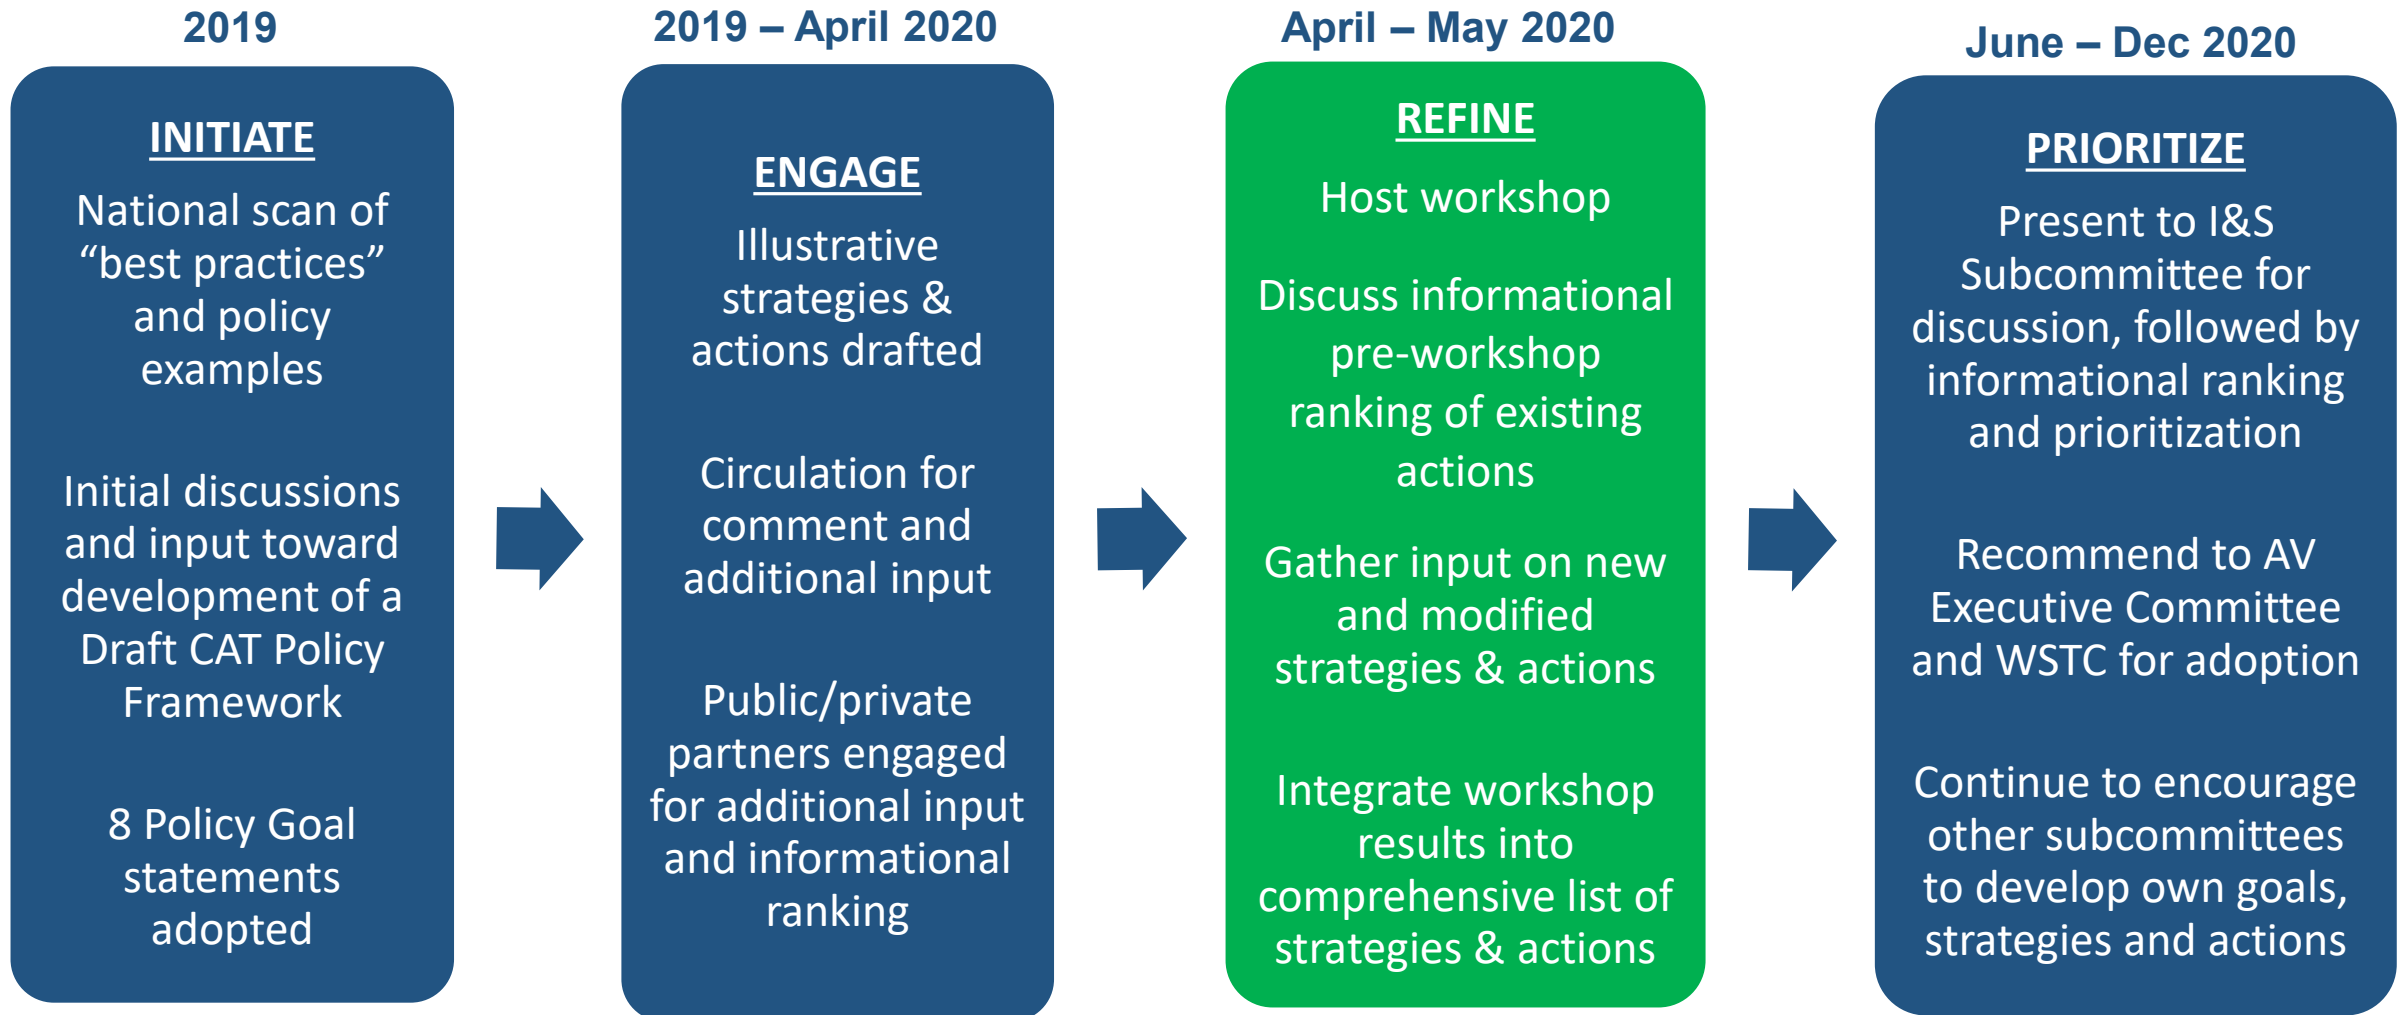 2019
INITIATE
National scan of
“best practices”
and policy
examples
Initial discussions
and input toward
development of a
Draft CAT Policy
Framework
8 Policy Goal
statements
adopted
2019 – April 2020
ENGAGE
Illustrative
strategies &
actions drafted
Circulation for
comment and
additional input
Public/private
partners engaged
for additional input
and informational
ranking
April – May 2020
REFINE
Host workshop
Discuss informational
pre-workshop
ranking of existing
actions
Gather input on new
and modified
strategies & actions
Integrate workshop
results into
comprehensive list of
strategies & actions
June – Dec 2020
PRIORITIZE
Present to I&S
Subcommittee for
discussion, followed by
informational ranking
and prioritization
Recommend to AV
Executive Committee
and WSTC for adoption
Continue to encourage
other subcommittees
to develop own goals,
strategies and actions